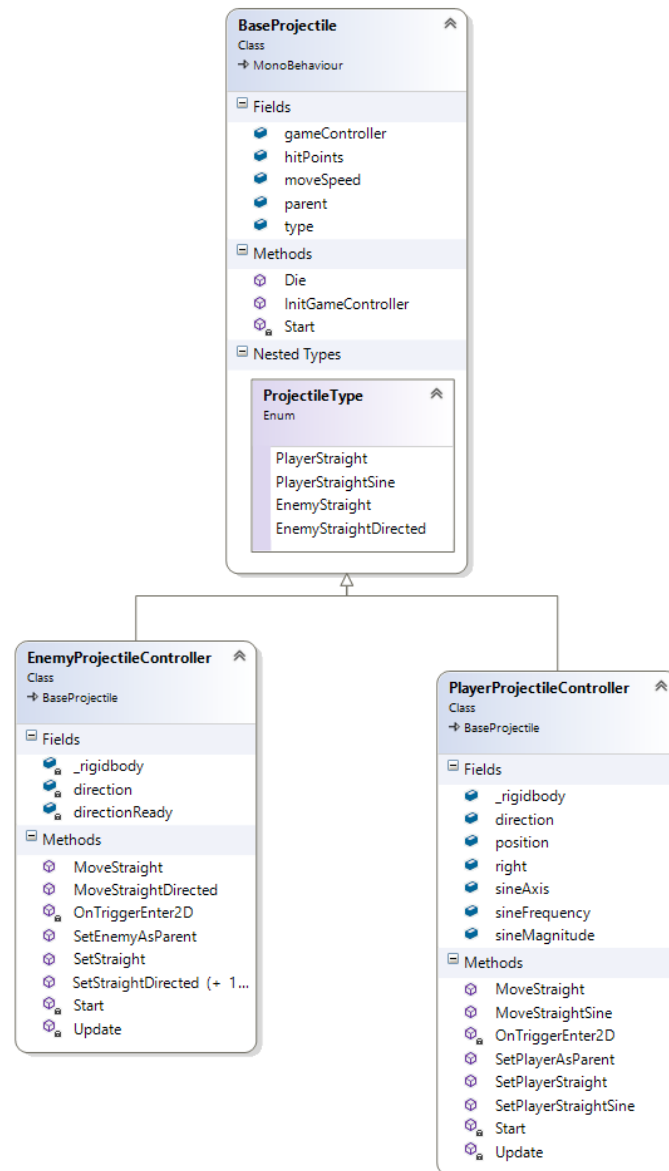 BaseProjectile
Class
MonoBehaviour
Fields
gameController
hitPoints
moveSpeed
parent
type
Methods
Die
InitGameController
Start
Nested Types
ProjectileType
Enum
PlayerStraight
PlayerStraightSine
EnemyStraight
EnemyStraightDirected
EnemyProjectileController
Class
BaseProjectile
Fields
_rigidbody
direction
directionReady
Methods
MoveStraight
MoveStraightDirected
OnTriggerEnter2D
SetEnemyAsParent
SetStraight
SetStraightDirected (+ 1...
Start
Update
PlayerProjectileController
Class
BaseProjectile
Fields
_rigidbody
direction
position
right
sineAxis
sineFrequency
sineMagnitude
Methods
MoveStraight
MoveStraightSine
OnTriggerEnter2D
SetPlayerAsParent
SetPlayerStraight
SetPlayerStraightSine
Start
Update